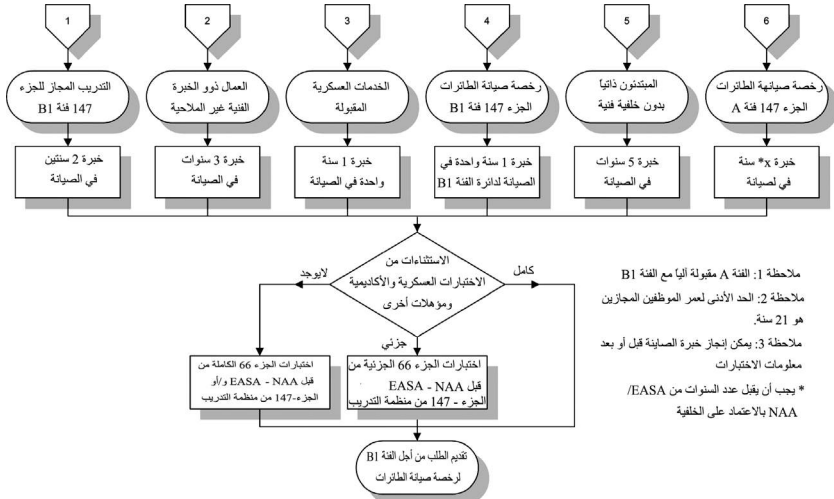 1
2
3
4
5
6
التدريب المجاز للجزء
147 فئة B1
العمال ذوو الخبرة
الفنية غير الملاحية
الخدمات العسكرية
المقبولة
رخصة صيانة الطائرات
الجزء 147 فئة B1
المبتدئون ذاتياً
بدون خلفية فنية
رخصة صيانهة الطائرات
الجزء 147 فئة A
خبرة 2 سنتين
في الصيانة
خبرة 3 سنوات
في الصيانة
خبرة 1 سنة
واحدة في الصيانة
خبرة 1 سنة واحدة في
الصيانة لدائرة الفئة B1
خبرة 5 سنوات
في الصيانة
خبرة x* سنة
في لصيانة
الاستثناءات من
الاختبارات العسكرية والأكاديمية
ومؤهلات أخرى
لايوجد
كامل
جزئي
اختبارات الجزء 66 الكاملة من
قبل EASA - NAA و/أو
الجزء-147 من منظمة التدريب
اختبارات الجزء 66 الجزئية من
قبل EASA - NAA
الجزء - 147 من منظمة التدريب
تقديم الطلب من أجل الفئة B1
لرخصة صيانة الطائرات
ملاحظة 1: الفئة A مقبولة آلياً مع الفئة B1
ملاحظة 2: الحد الأدنى لعمر الموظفين المجازين
هو 21 سنة.
ملاحظة 3: يمكن إنجاز خبرة الصاينة قبل أو بعد
معلومات الاختبارات
* يجب أن يقبل عدد السنوات من EASA/
NAA بالاعتماد على الخلفية